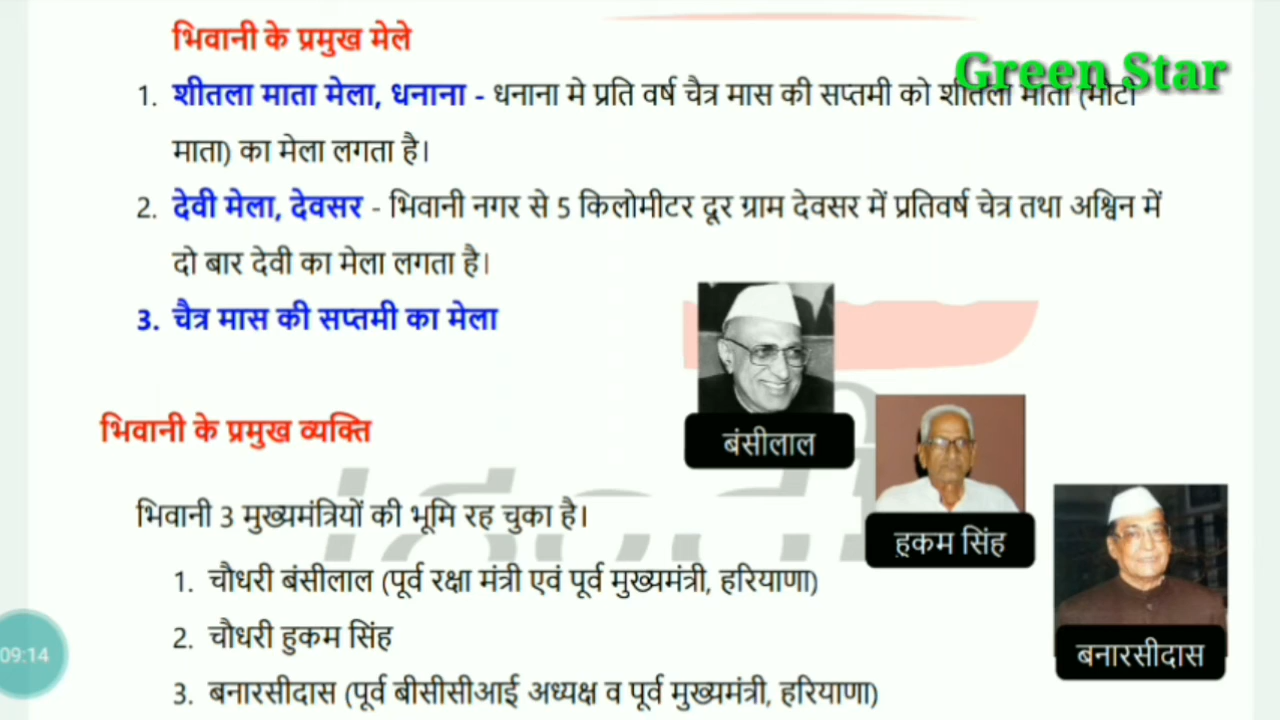 भिवानी के प्रमुख मेले
Green Star
1. शीतला माता मेला, धनाना - धनाना मे प्रति वर्ष चैत्र मास की सप्तमी को शीतला माता (मोटी
माता) का मेला लगता है।
2. देवी मेला, देवसर - भिवानी नगर से 5 किलोमीटर दूर ग्राम देवसर में प्रतिवर्ष चेत्र तथा अश्विन में
दो बार देवी का मेला लगता है।
3. चैत्र मास की सप्तमी का मेला
भिवानी के प्रमुख व्यक्ति
बंसीलाल
भिवानी 3 मुख्यमंत्रियों की भूमि रह चुका है।
हुकम सिंह
1. चौधरी बंसीलाल (पूर्व रक्षा मंत्री एवं पूर्व मुख्यमंत्री, हरियाणा)
2. चौधरी हुकम सिंह
बनारसीदास
09:14
3. बनारसीदास (पूर्व बीसीसीआई अध्यक्ष व पूर्व मुख्यमंत्री, हरियाणा)